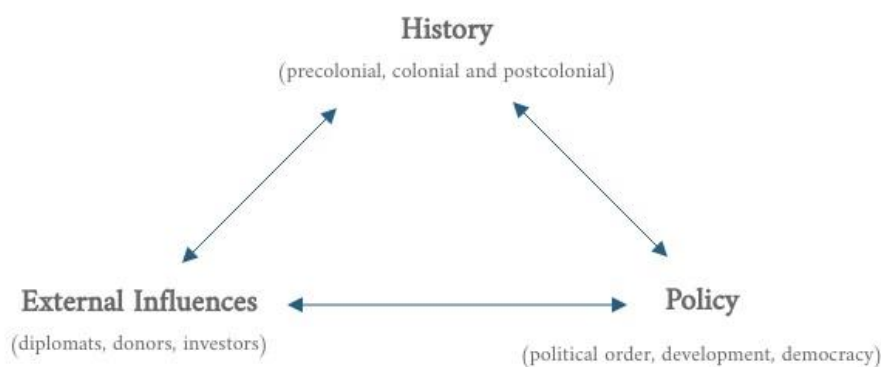 History
(precolonial, colonial and postcolonial)
External Influences
(diplomats, donors, investors)
Policy
(political order, development, democracy)